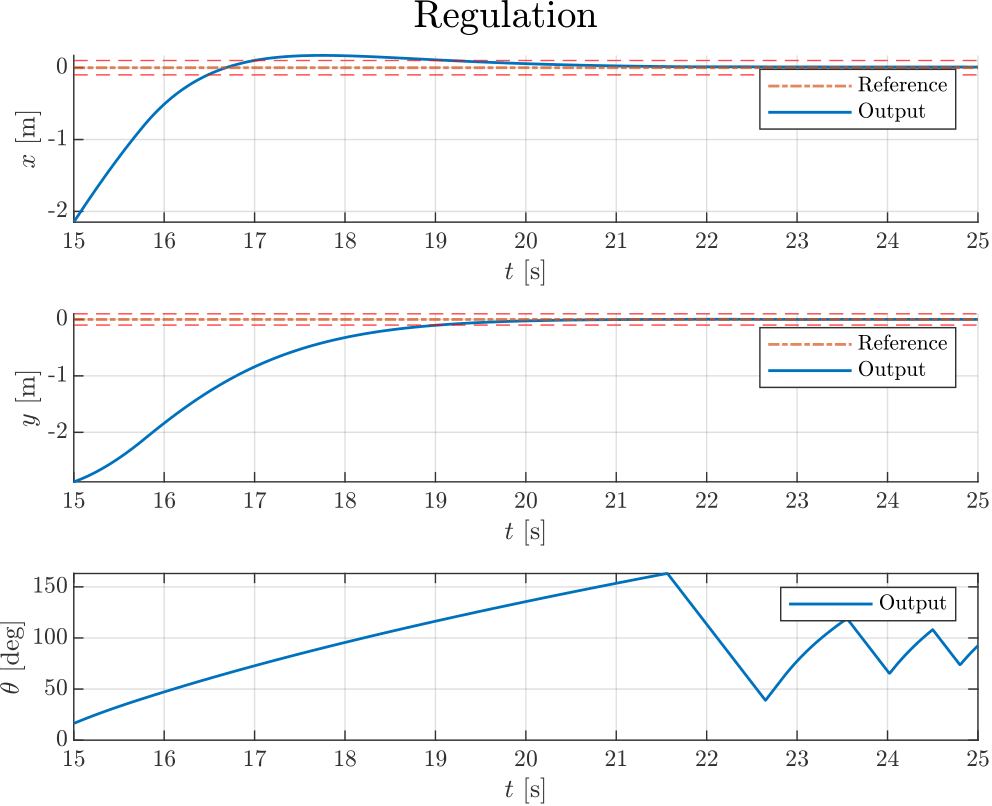 Regulation
0
-1
-2
x [m]
Reference
Output
15 16 17 18 19 20 21 22 23 24 25
t [s]
0
-1
-2
y [m]
Reference
Output
15 16 17 18 19 20 21 22 23 24 25
t [s]
150
100
50
0
θ [deg]
Output
15 16 17 18 19 20 21 22 23 24 25
t [s]